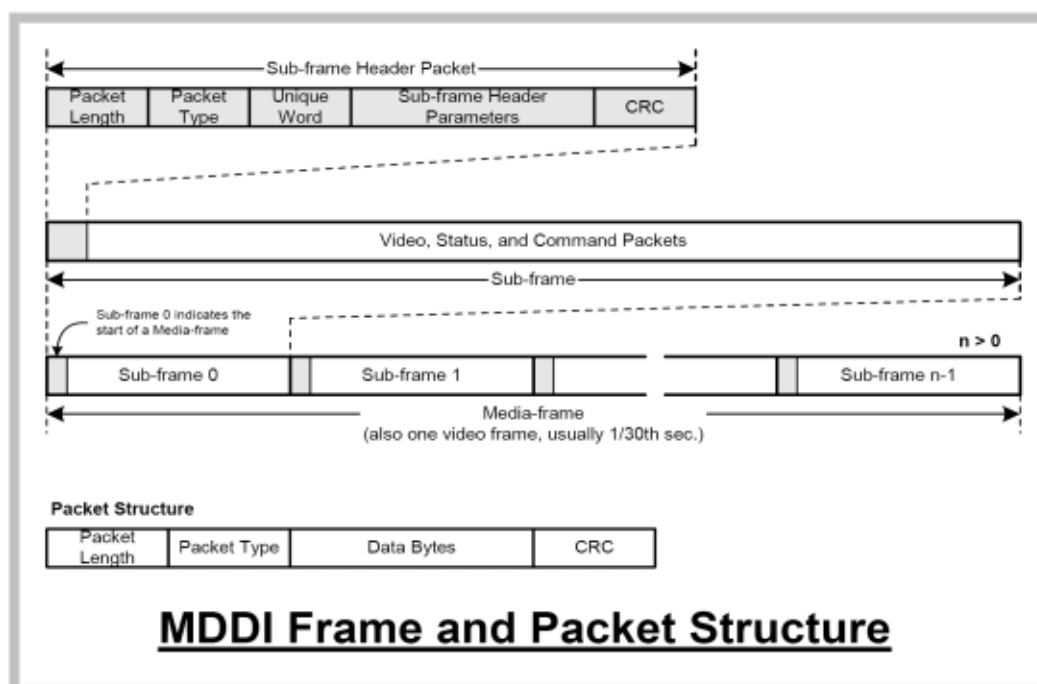 Sub-frame Header Packet
Packet Length
Packet Type
Unique Word
Sub-frame Header Parameters
CRC
Video, Status, and Command Packets
Sub-frame
Sub-frame 0 indicates the
start of a Media-frame
n > 0
Sub-frame 0
Sub-frame 1
Sub-frame n-1
Media-frame
(also one video frame, usually 1/30th sec.)
Packet Structure
Packet Length
Packet Type
Data Bytes
CRC
MDDI Frame and Packet Structure